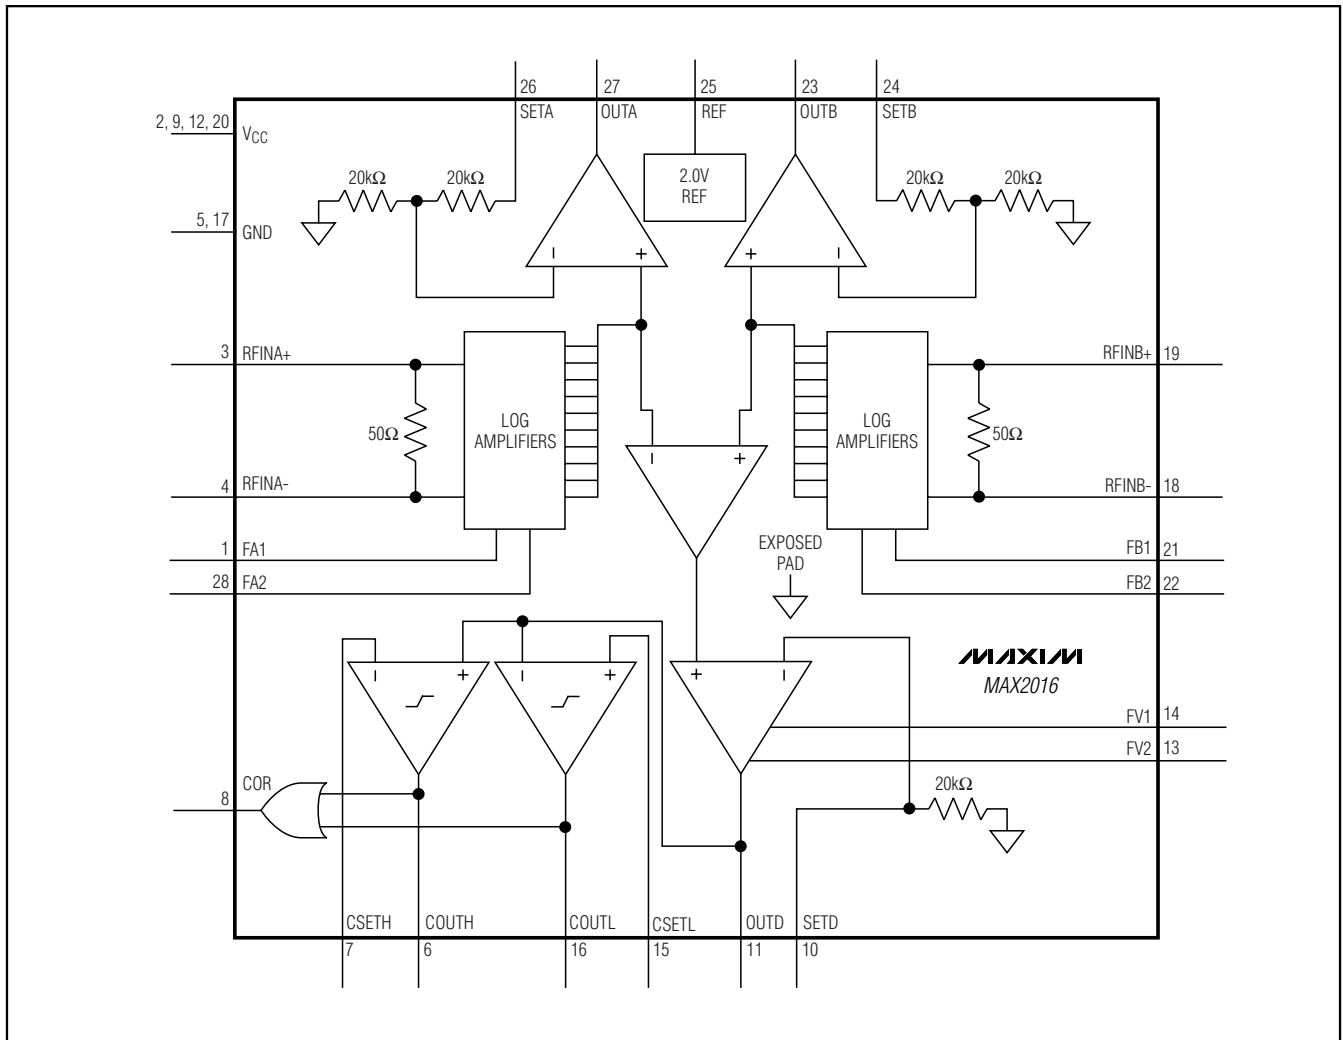 26 27 25 23 24
SETA OUTA REF OUTB SETB
2, 9, 12, 20 VCC
20kΩ 20kΩ
2.0V
REF
20kΩ 20kΩ
5, 17 GND
− + + −
3 RFINA+
RFINB+ 19
50Ω
LOG
AMPLIFIERS
LOG
AMPLIFIERS
50Ω
− +
4 RFINA-
RFINB- 18
1 FA1
EXPOSED
PAD
FB1 21
28 FA2
FB2 22
− + − + + −
MAXIM
MAX2016
FV1 14
FV2 13
COR
8
20kΩ
CSETH COUTH COUTL CSETL OUTD SETD
7 6 16 15 11 10